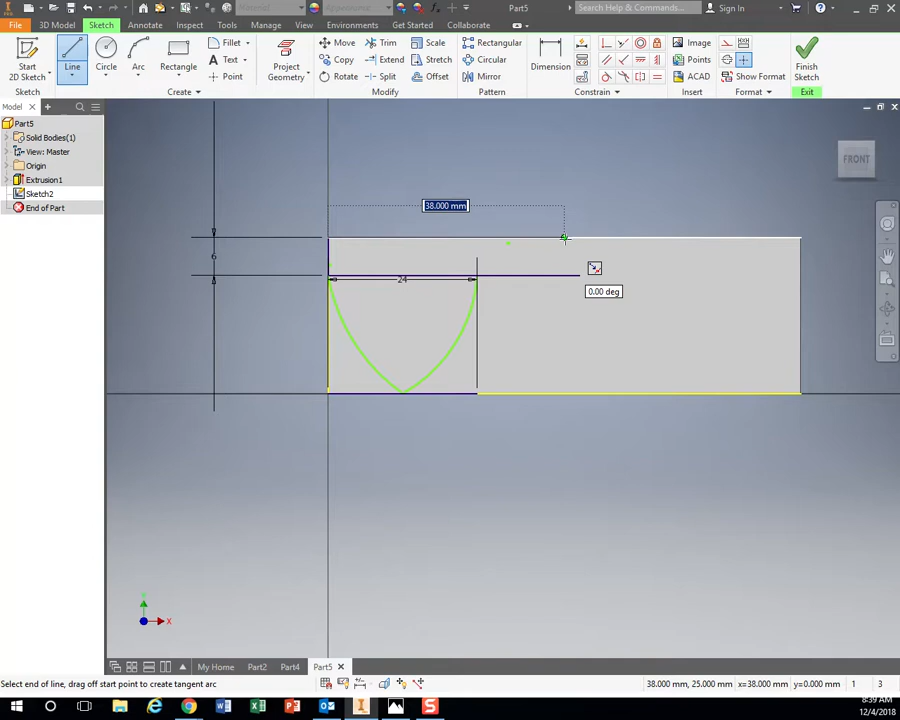 Material
Appearance
Part5
Search Help & Commands...
Sign In
File
3D Model
Sketch
Annotate
Inspect
Tools
Manage
View
Environments
Get Started
Collaborate
Start
2D Sketch
Line
Circle
Arc
Rectangle
Fillet
Text
Point
Project
Geometry
Move
Copy
Rotate
Trim
Extend
Split
Scale
Stretch
Offset
Rectangular
Circular
Mirror
Dimension
Image
Points
ACAD
Show Format
Finish
Sketch
Sketch
Create
Modify
Pattern
Constrain
Insert
Format
Exit
Model
Part5
Solid Bodies(1)
View: Master
Origin
Extrusion1
Sketch2
End of Part
FRONT
38.000 mm
6
24
0.00 deg
Y
X
My Home
Part2
Part4
Part5
Select end of line, drag off start point to create tangent arc
38.000 mm, 25.000 mm
x=38.000 mm
y=0.000 mm
1
3
8:39 AM
12/4/2018